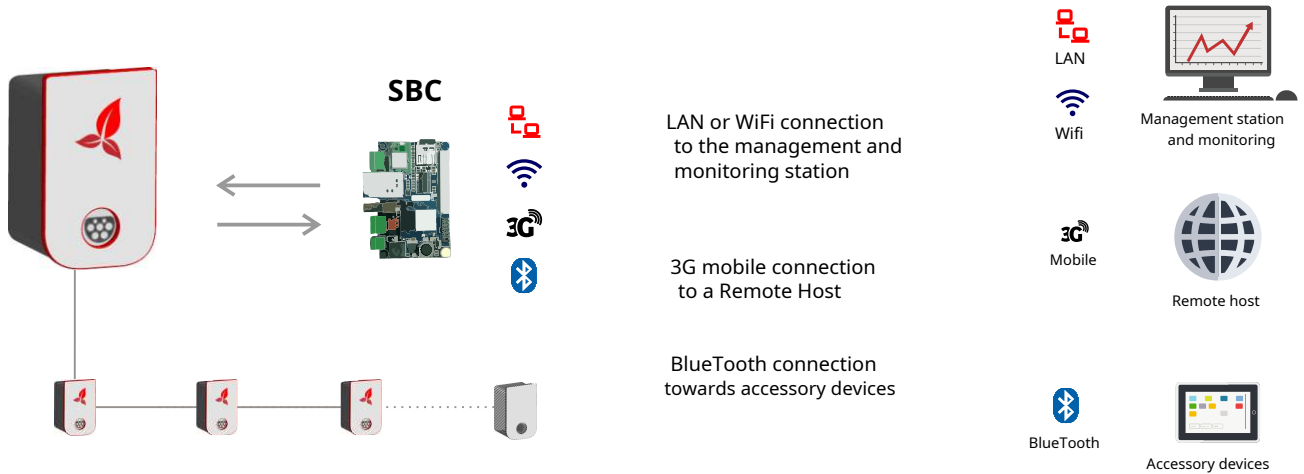 SBC
3G
LAN or WiFi connection
to the management and
monitoring station
3G mobile connection
to a Remote Host
BlueTooth connection
towards accessory devices
LAN
Wifi
Management station
and monitoring
3G
Mobile
Remote host
BlueTooth
Accessory devices